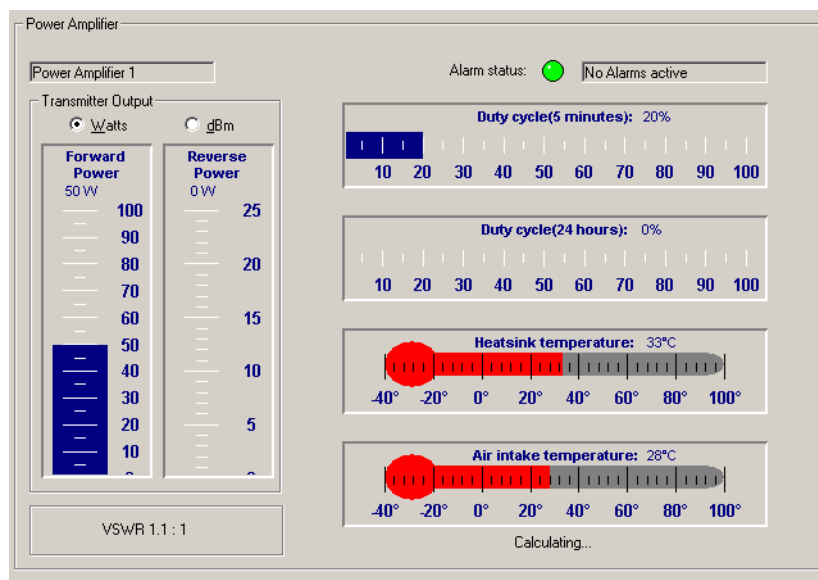 Power Amplifier
Power Amplifier 1
Alarm status:
No Alarms active
Transmitter Output
Watts
dBm
Forward
Power
50 W
100
90
80
70
60
50
40
30
20
10
0
Reverse
Power
0 W
25
20
15
10
5
0
VSWR 1.1 : 1
Duty cycle(5 minutes): 20%
10 20 30 40 50 60 70 80 90 100
Duty cycle(24 hours): 0%
10 20 30 40 50 60 70 80 90 100
Heatsink temperature: 33°C
-40° -20° 0° 20° 40° 60° 80° 100°
Air intake temperature: 28°C
-40° -20° 0° 20° 40° 60° 80° 100°
Calculating...